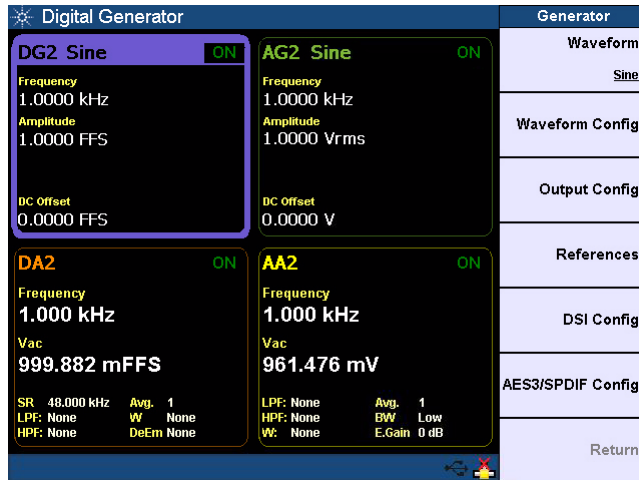 Digital Generator
DG2 Sine ON
Frequency
1.0000 kHz
Amplitude
1.0000 FFS
DC Offset
0.0000 FFS
AG2 Sine ON
Frequency
1.0000 kHz
Amplitude
1.0000 Vrms
DC Offset
0.0000 V
DA2 ON
Frequency
1.000 kHz
Vac
999.882 mFFS
SR 48.000 kHz Avg. 1
LPF: None W None
HPF: None DeEm None
AA2 ON
Frequency
1.000 kHz
Vac
961.476 mV
LPF: None Avg. 1
HPF: None BW Low
W: None E.Gain 0 dB
Generator
Waveform
Sine
Waveform Config
Output Config
References
DSI Config
AES3/SPDIF Config
Return